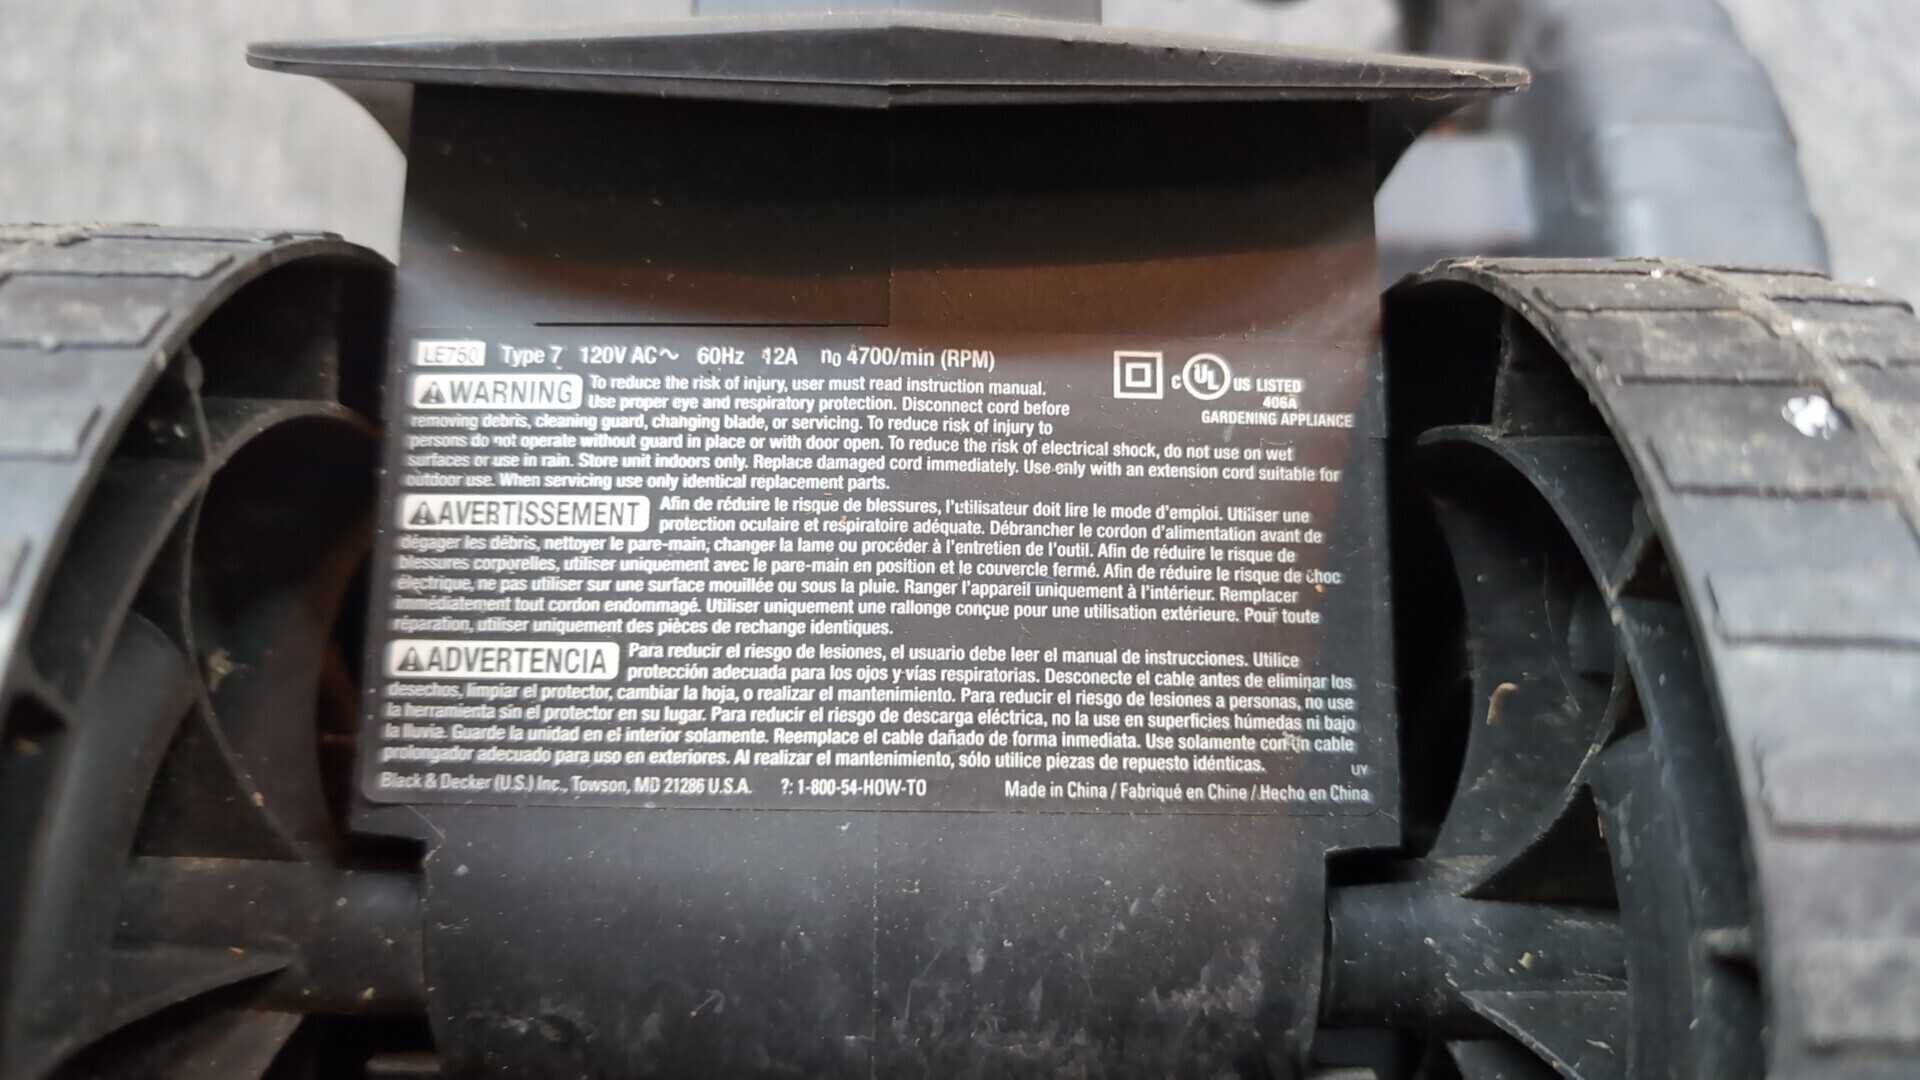 LE750 Type 7 120V AC~ 60Hz 12A n0 4700/min (RPM)
⚠WARNING To reduce the risk of injury, user must read instruction manual.
Use proper eye and respiratory protection. Disconnect cord before
removing debris, cleaning guard, changing blade, or servicing. To reduce risk of injury to
persons do not operate without guard in place or with door open. To reduce the risk of electrical shock, do not use on wet
surfaces or use in rain. Store unit indoors only. Replace damaged cord immediately. Use only with an extension cord suitable for
outdoor use. When servicing use only identical replacement parts.
C UL US LISTED
406A
GARDENING APPLIANCE
⚠AVERTISSEMENT Afin de réduire le risque de blessures, l'utilisateur doit lire le mode d'emploi. Utiliser une
protection oculaire et respiratoire adéquate. Débrancher le cordon d'alimentation avant de
dégager les débris, nettoyer le pare-main, changer la lame ou procéder à l'entretien de l'outil. Afin de réduire le risque de
blessures corporelles, utiliser uniquement avec le pare-main en position et le couvercle fermé. Afin de réduire le risque de choc
électrique, ne pas utiliser sur une surface mouillée ou sous la pluie. Ranger l'appareil uniquement à l'intérieur. Remplacer
immédiatement tout cordon endommagé. Utiliser uniquement une rallonge conçue pour une utilisation extérieure. Pour toute
réparation, utiliser uniquement des pièces de rechange identiques.
⚠ADVERTENCIA Para reducir el riesgo de lesiones, el usuario debe leer el manual de instrucciones. Utilice
protección adecuada para los ojos y vías respiratorias. Desconecte el cable antes de eliminar los
desechos, limpiar el protector, cambiar la hoja, o realizar el mantenimiento. Para reducir el riesgo de lesiones a personas, no use
la herramienta sin el protector en su lugar. Para reducir el riesgo de descarga eléctrica, no la use en superficies húmedas ni bajo
la lluvia. Guarde la unidad en el interior solamente. Reemplace el cable dañado de forma inmediata. Use solamente con un cable
prolongador adecuado para uso en exteriores. Al realizar el mantenimiento, sólo utilice piezas de repuesto idénticas.
UY
Black & Decker (U.S.) Inc., Towson, MD 21286 U.S.A. ?: 1-800-54-HOW-TO Made in China / Fabriqué en Chine / Hecho en China